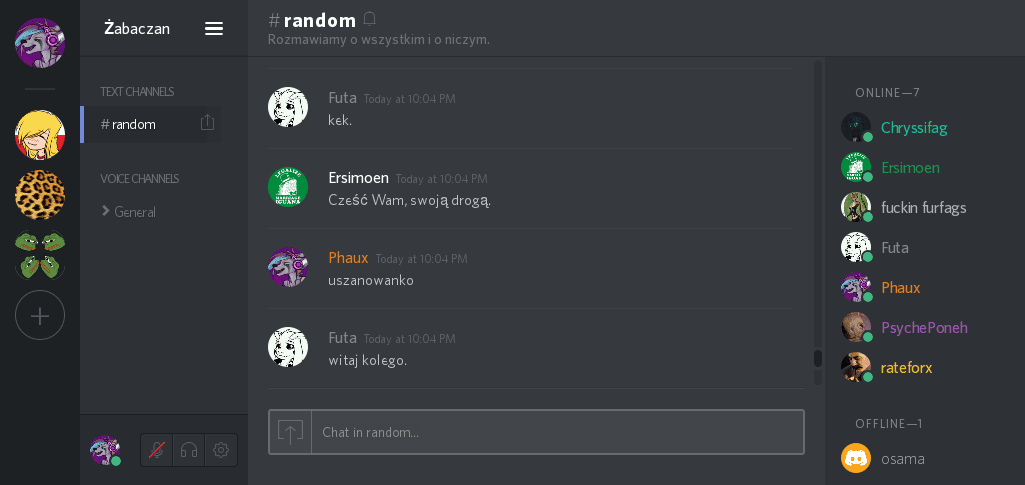 Żabaczan
TEXT CHANNELS
# random
VOICE CHANNELS
General
# random
Rozmawiamy o wszystkim i o niczym.
Futa Today at 10:04 PM
kek.
Ersimoen Today at 10:04 PM
Cześć Wam, swoją drogą.
Phaux Today at 10:04 PM
uszanowanko
Futa Today at 10:04 PM
witaj kolego.
Chat in random...
ONLINE—7
Chryssifag
Ersimoen
fuckin furfags
Futa
Phaux
PsychePoneh
rateforx
OFFLINE—1
osama